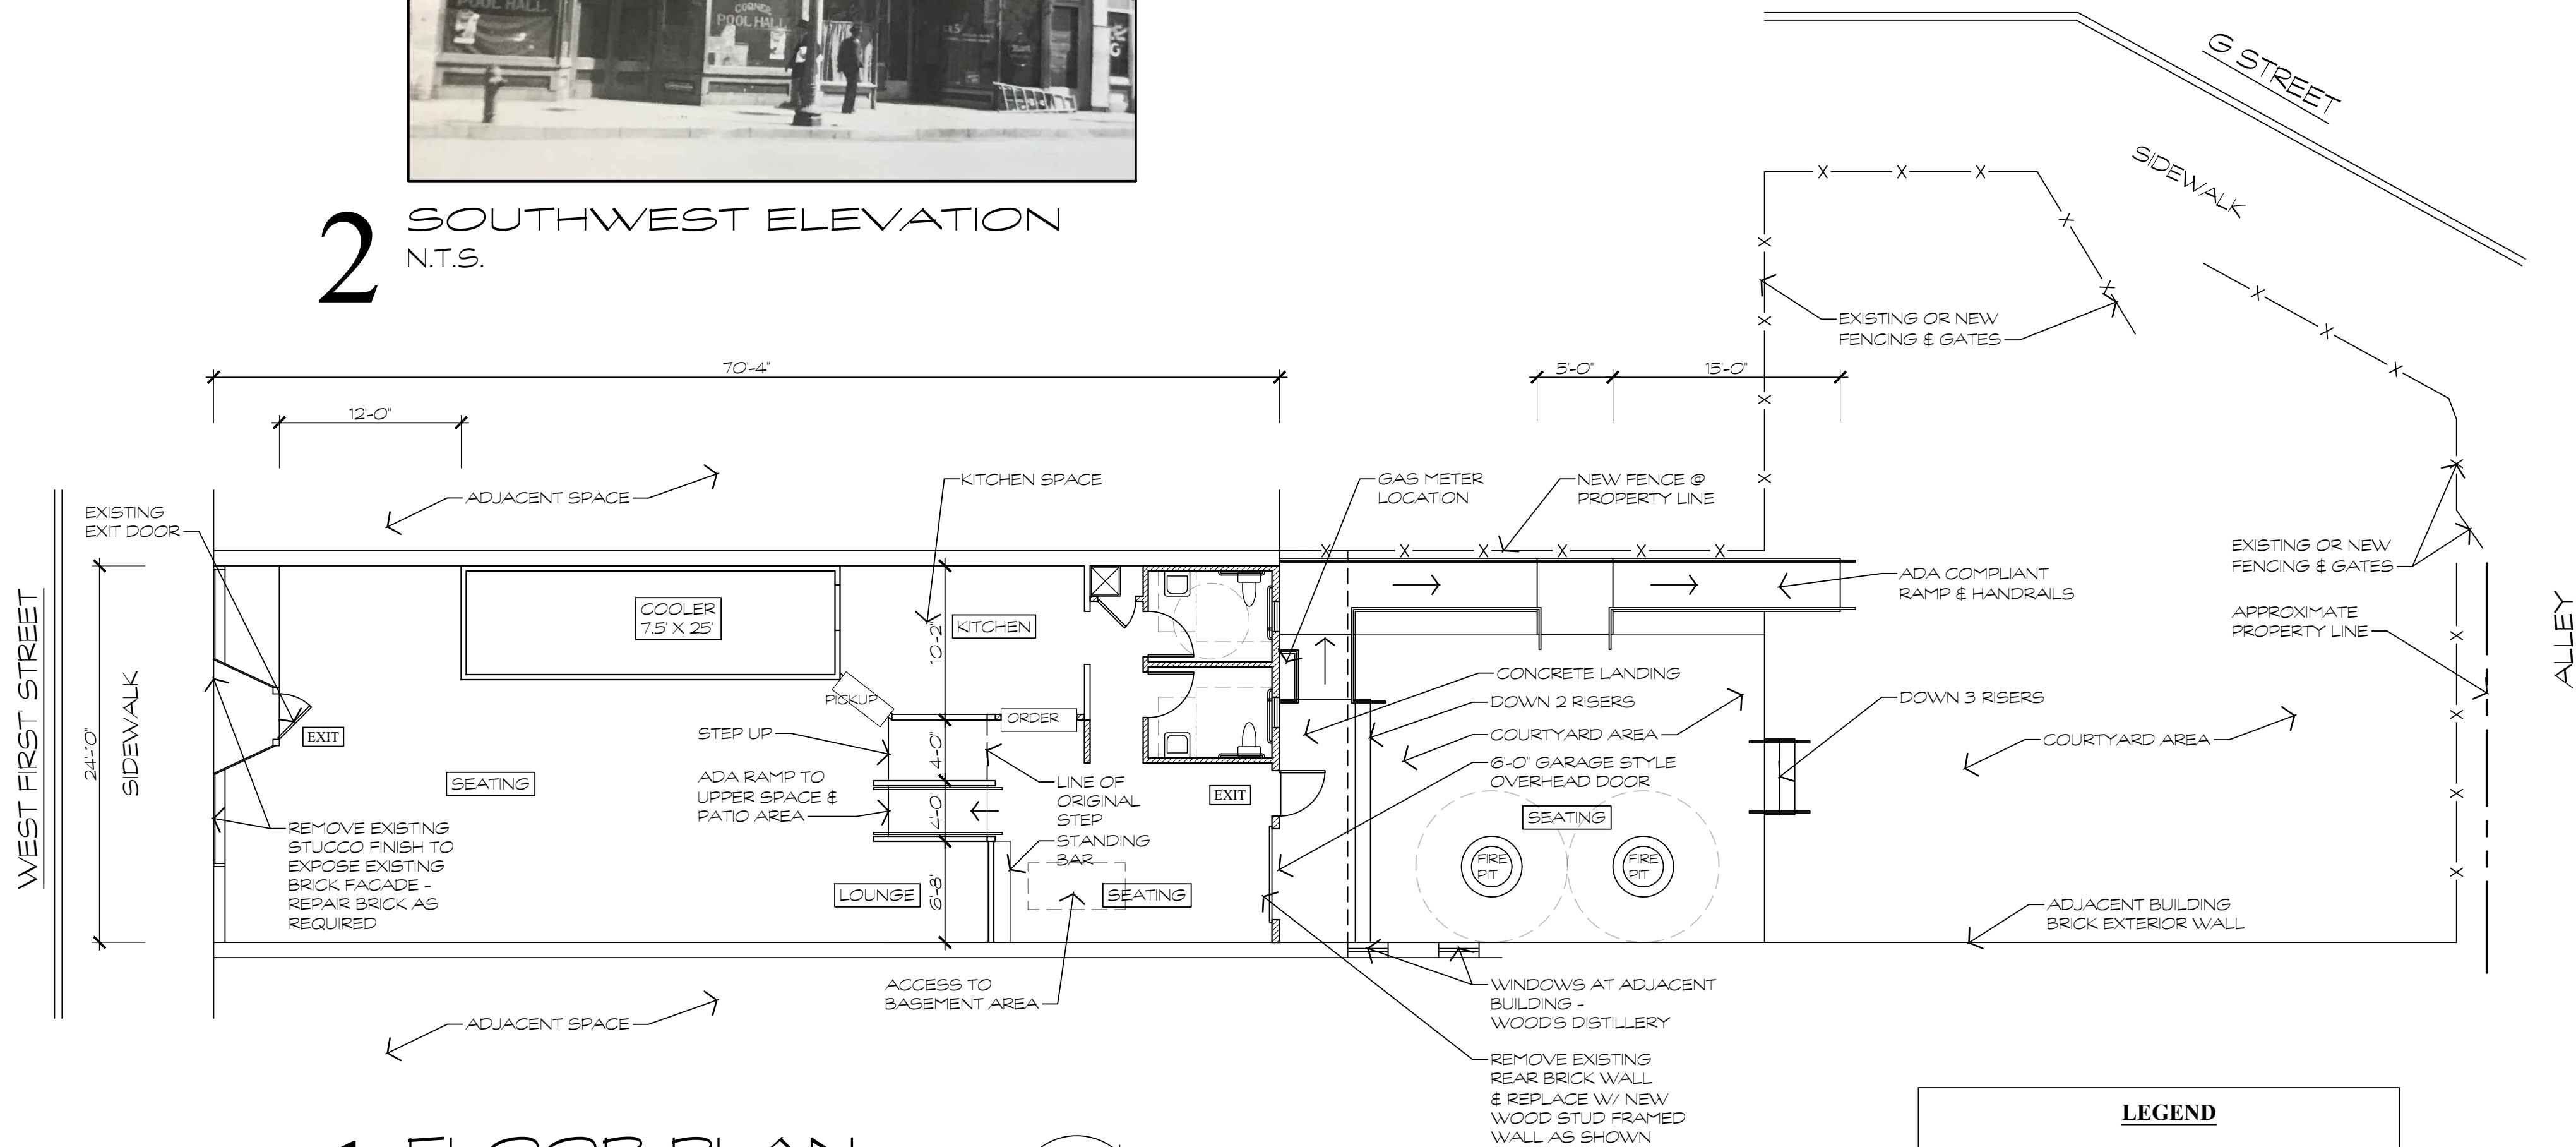 POOL HALL
CORNER
POOL HALL
2
SOUTHWEST ELEVATION
N.T.S.
G STREET
SIDEWALK
EXISTING OR NEW
FENCING & GATES
70'-4"
5'-0"
15'-0"
12'-0"
ADJACENT SPACE
KITCHEN SPACE
GAS METER
LOCATION
NEW FENCE @
PROPERTY LINE
EXISTING
EXIT DOOR
EXISTING OR NEW
FENCING & GATES
ADA COMPLIANT
RAMP & HANDRAILS
APPROXIMATE
PROPERTY LINE
ALLEY
WEST FIRST' STREET
24'-10"
SIDEWALK
COOLER
7.5' X 25'
10'-2"
KITCHEN
PICKUP
ORDER
CONCRETE LANDING
DOWN 2 RISERS
COURTYARD AREA
DOWN 3 RISERS
COURTYARD AREA
EXIT
STEP UP
4'-0"
SEATING
ADA RAMP TO
UPPER SPACE &
PATIO AREA
4'-0"
LINE OF
ORIGINAL
STEP
STANDING
BAR
EXIT
6'-0" GARAGE STYLE
OVERHEAD DOOR
SEATING
REMOVE EXISTING
STUCCO FINISH TO
EXPOSE EXISTING
BRICK FACADE -
REPAIR BRICK AS
REQUIRED
LOUNGE
6'-8"
SEATING
FIRE
PIT
FIRE
PIT
ADJACENT BUILDING
BRICK EXTERIOR WALL
ACCESS TO
BASEMENT AREA
WINDOWS AT ADJACENT
BUILDING -
WOOD'S DISTILLERY
ADJACENT SPACE
REMOVE EXISTING
REAR BRICK WALL
& REPLACE W/ NEW
WOOD STUD FRAMED
WALL AS SHOWN
LEGEND
FLOOR PLAN